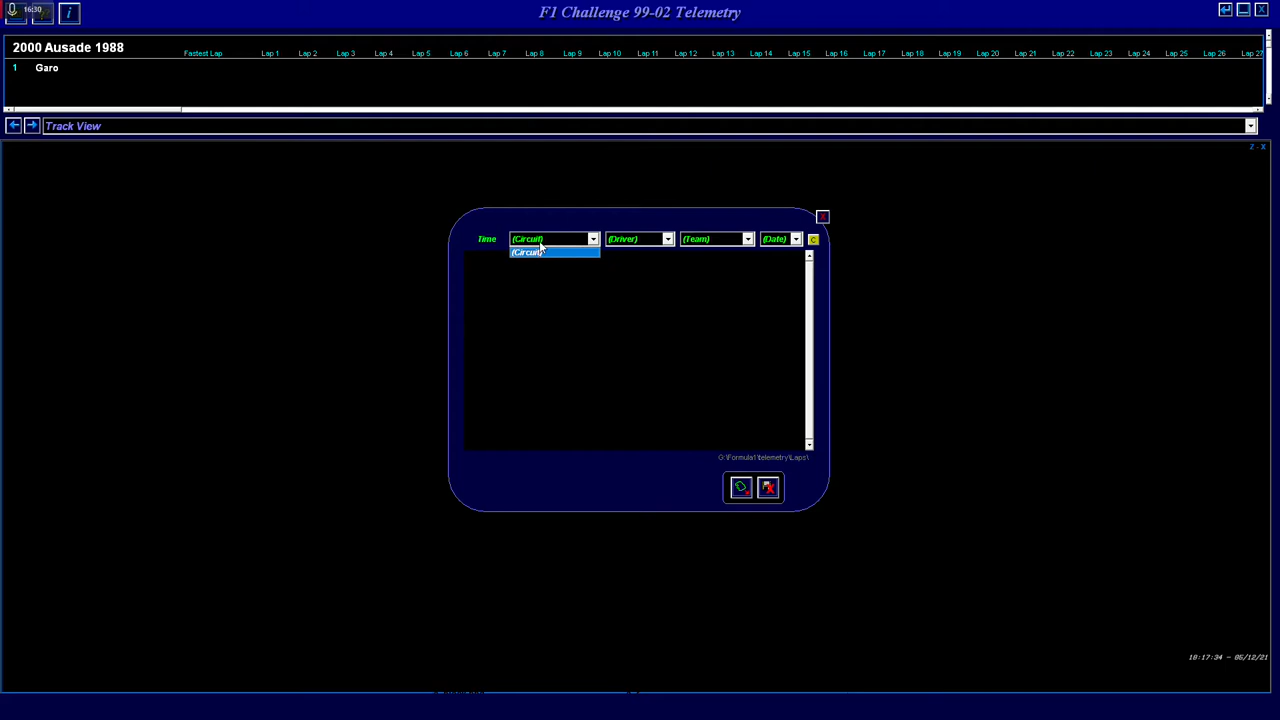 16:30
F1 Challenge 99-02 Telemetry
2000 Ausade 1988
Fastest Lap Lap 1 Lap 2 Lap 3 Lap 4 Lap 5 Lap 6 Lap 7 Lap 8 Lap 9 Lap 10 Lap 11 Lap 12 Lap 13 Lap 14 Lap 15 Lap 16 Lap 17 Lap 18 Lap 19 Lap 20 Lap 21 Lap 22 Lap 23 Lap 24 Lap 25 Lap 26 Lap 27
1 Garo
Track View
Z - X
X
Time (Circuit) (Driver) (Team) (Date) C
(Circuit)
G:\Formula1\telemetry\Laps\
18:17:34 - 05/12/21